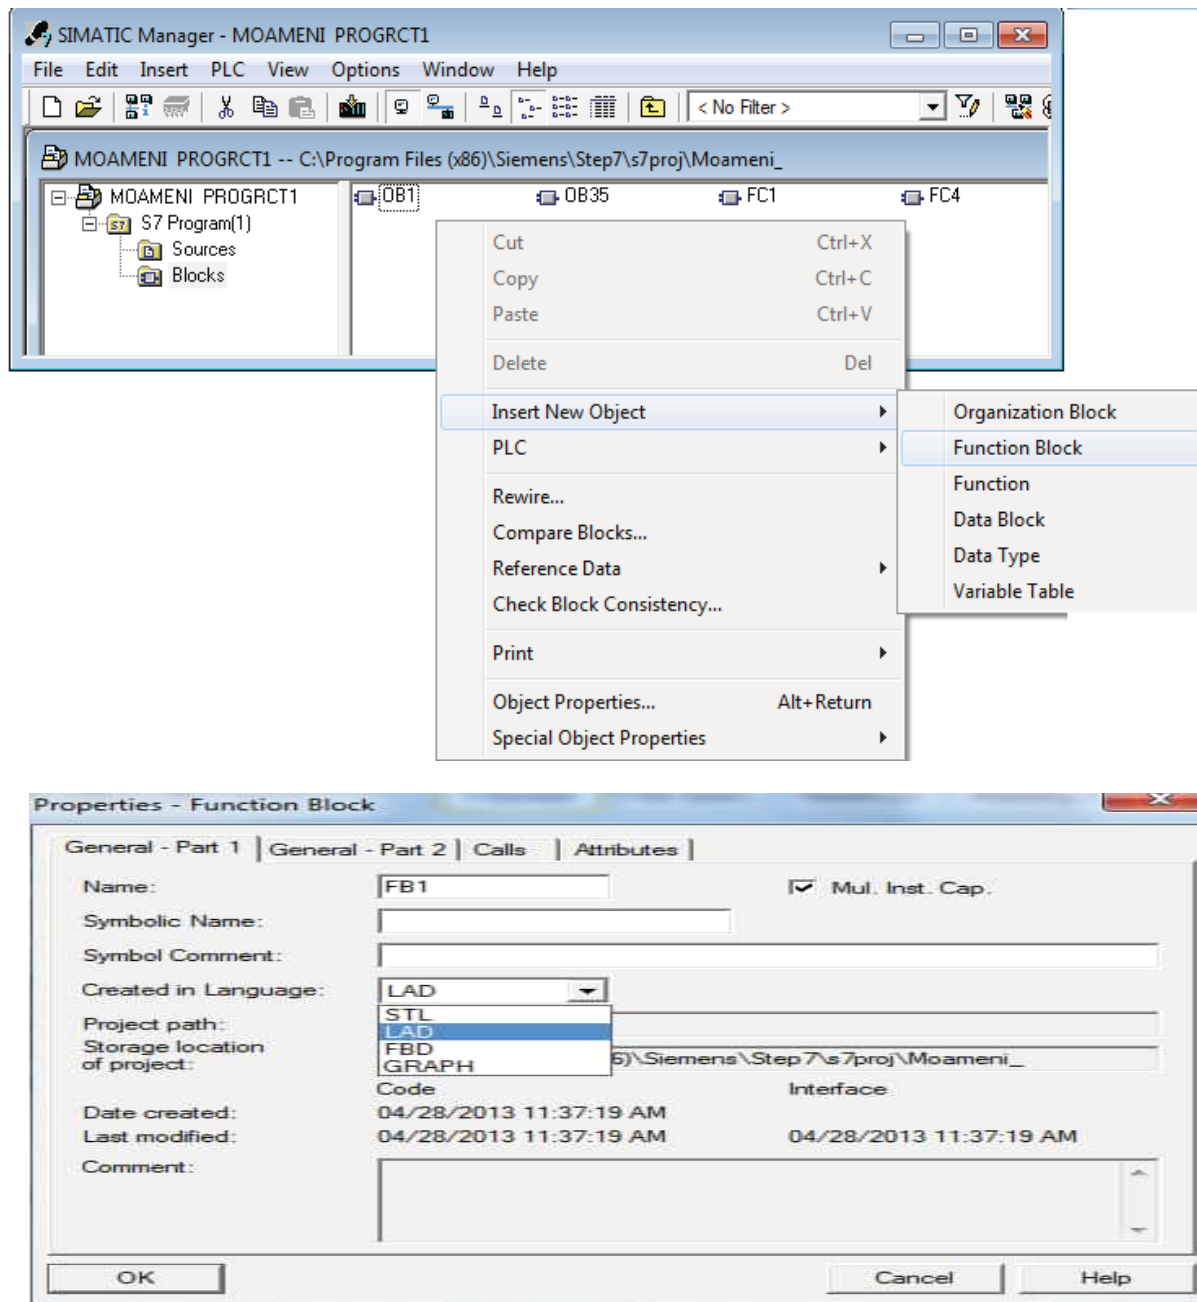 SIMATIC Manager - MOAMENI PROGRCT1
File Edit Insert PLC View Options Window Help
< No Filter >
MOAMENI PROGRCT1 -- C:\Program Files (x86)\Siemens\Step7\s7proj\Moameni_
MOAMENI PROGRCT1
S7 Program(1)
Sources
Blocks
OB1 OB35 FC1 FC4
Cut Ctrl+X
Copy Ctrl+C
Paste Ctrl+V
Delete Del
Insert New Object
PLC
Rewire...
Compare Blocks...
Reference Data
Check Block Consistency...
Print
Object Properties... Alt+Return
Special Object Properties
Organization Block
Function Block
Function
Data Block
Data Type
Variable Table
Properties - Function Block
General - Part 1 General - Part 2 Calls Attributes
Name: FB1 Mul. Inst. Cap.
Symbolic Name:
Symbol Comment:
Created in Language: LAD
STL
LAD
FBD
GRAPH
Project path:
Storage location
of project: 6)\Siemens\Step7\s7proj\Moameni_
Code Interface
Date created: 04/28/2013 11:37:19 AM
Last modified: 04/28/2013 11:37:19 AM 04/28/2013 11:37:19 AM
Comment:
OK Cancel Help